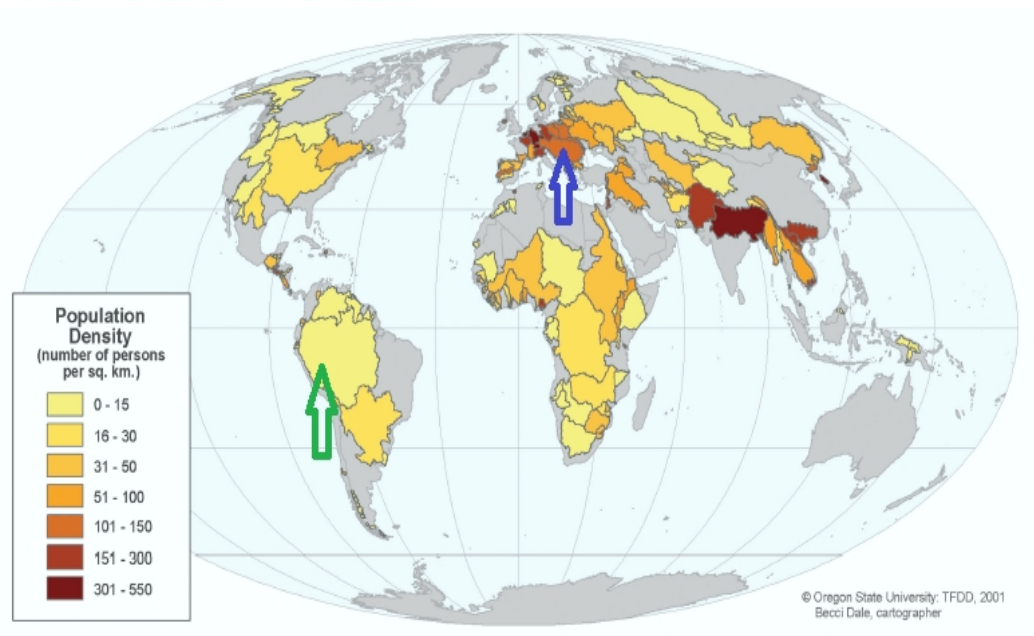 Population
Density
(number of persons
per sq. km.)
0 - 15
16 - 30
31 - 50
51 - 100
101 - 150
151 - 300
301 - 550
© Oregon State University: TFDD, 2001
Becci Dale, cartographer